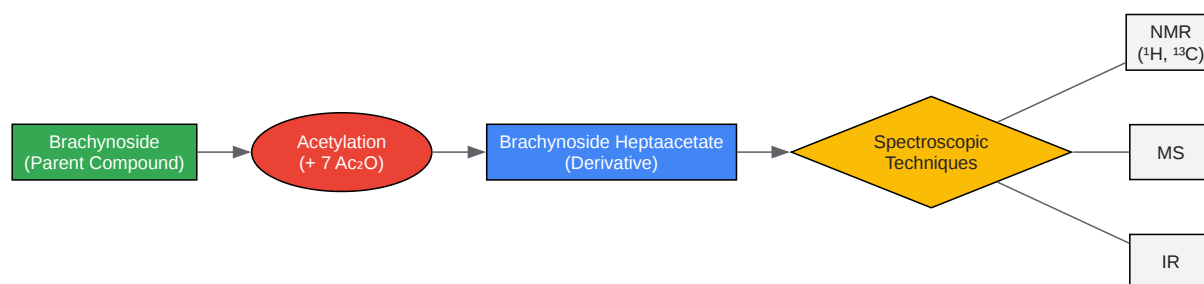 Brachynoside
(Parent Compound)
Acetylation
(+ 7 Ac₂O)
Brachynoside Heptaacetate
(Derivative)
Spectroscopic
Techniques
NMR
(¹H, ¹³C)
MS
IR